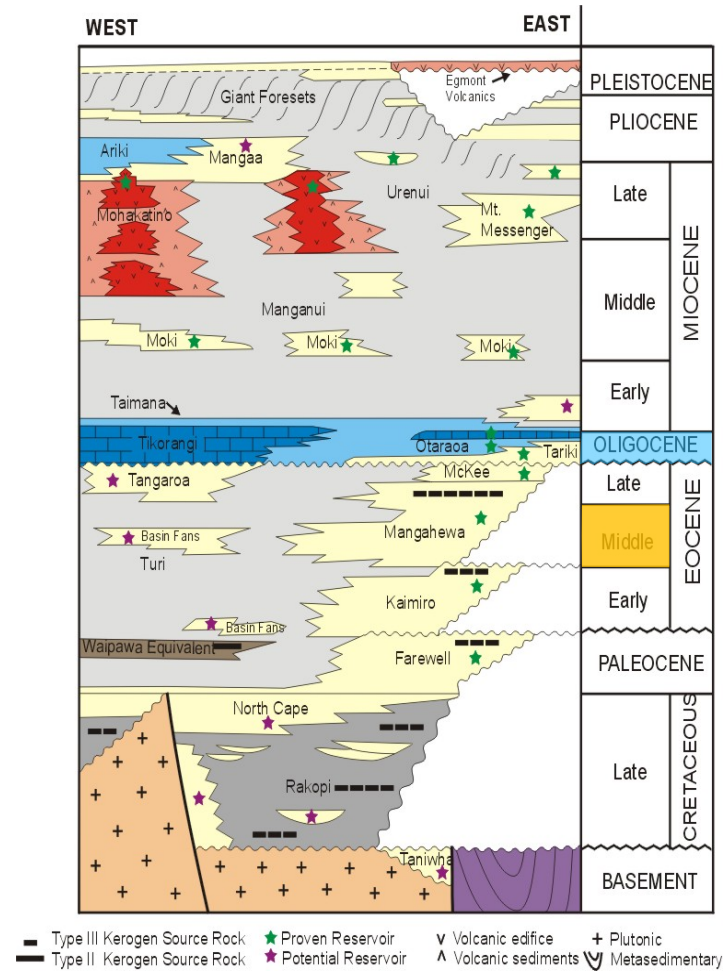 WEST EAST
Egmont
Volcanics
Giant Foresets
PLEISTOCENE
PLIOCENE
Ariki
Mangaa
Urenui
Late
Mohakatino
Mt.
Messenger
MIOCENE
Middle
Manganui
Moki
Moki
Moki
Early
Taimana
Tikorangi
Otaraoa
Tariki
OLIGOCENE
McKee
Late
Tangaroa
Mangahewa
Basin Fans
Turi
Middle
EOCENE
Kaimiro
Early
Basin Fans
Waipawa Equivalent
Farewell
PALEOCENE
North Cape
Rakopi
Late
CRETACEOUS
Taniwha
BASEMENT
Type III Kerogen Source Rock Proven Reservoir Volcanic edifice Plutonic
Type II Kerogen Source Rock Potential Reservoir Volcanic sediments Metasedimentary